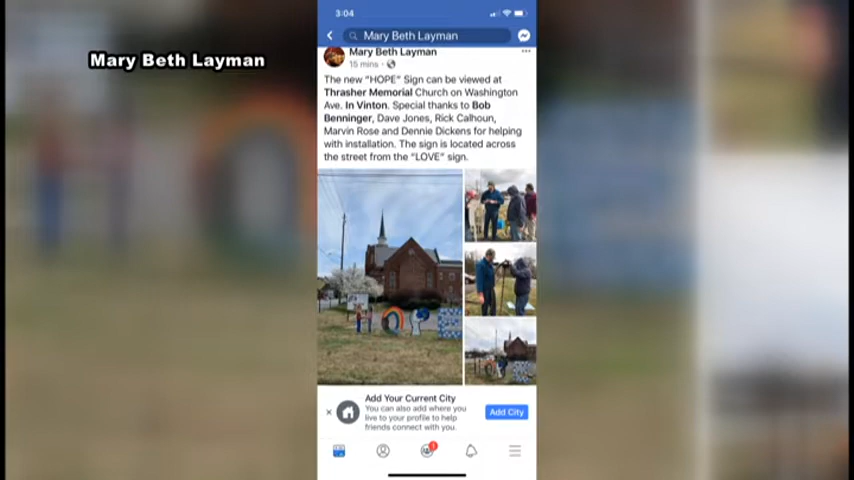 Mary Beth Layman
3:04
Mary Beth Layman
Mary Beth Layman
15 mins ·
The new "HOPE" Sign can be viewed at
Thrasher Memorial Church on Washington
Ave. In Vinton. Special thanks to Bob
Benninger, Dave Jones, Rick Calhoun,
Marvin Rose and Dennie Dickens for helping
with installation. The sign is located across
the street from the "LOVE" sign.
Add Your Current City
You can also add where you
live to your profile to help
friends connect with you.
Add City